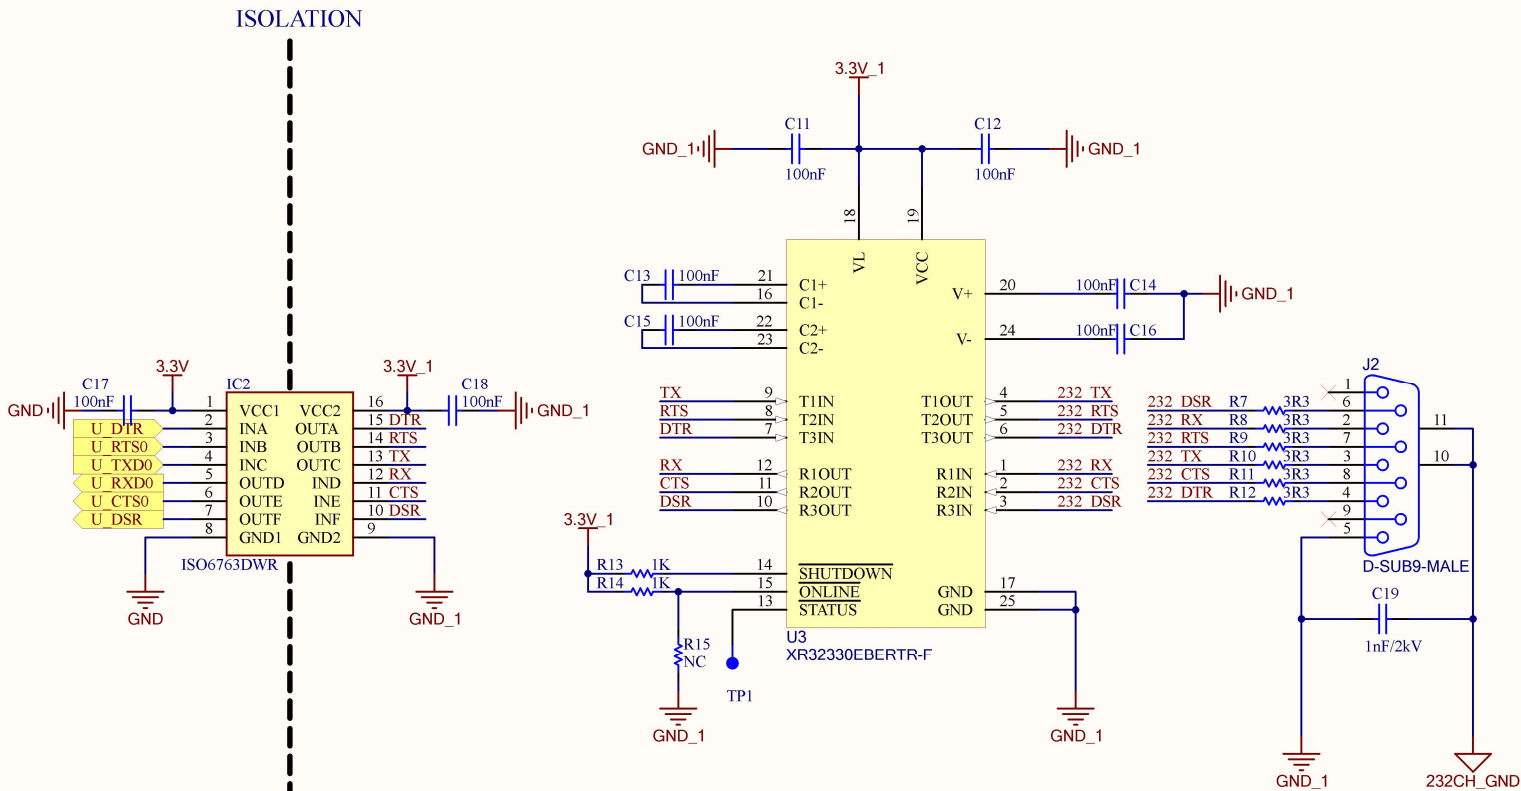 ISOLATION
3.3V
3.3V_1
C17
100nF
GND
IC2
C18
100nF
GND_1
1 VCC1 VCC2 16
U_DTR 2 INA OUTA 15 DTR
U_RTS0 3 INB OUTB 14 RTS
U_TXD0 4 INC OUTC 13 TX
U_RXD0 5 OUTD IND 12 RX
U_CTS0 6 OUTE INE 11 CTS
U_DSR 7 OUTF INF 10 DSR
8 GND1 GND2 9
ISO6763DWR
GND
GND_1
3.3V_1
C11
C12
GND_1
GND_1
100nF
100nF
18
19
VL
VCC
C13 100nF 21 C1+
16 C1-
C15 100nF 22 C2+
23 C2-
V+ 20 100nF C14 GND_1
V- 24 100nF C16
TX 9 T1IN T1OUT 4 232_TX
RTS 8 T2IN T2OUT 5 232_RTS
DTR 7 T3IN T3OUT 6 232_DTR
RX 12 R1OUT R1IN 1 232_RX
CTS 11 R2OUT R2IN 2 232_CTS
DSR 10 R3OUT R3IN 3 232_DSR
3.3V_1
R13 1K 14 SHUTDOWN
R14 1K 15 ONLINE GND 17
13 STATUS GND 25
U3
XR32330EBERTR-F
R15
NC
TP1
GND_1
GND_1
J2
1
232_DSR R7 3R3 6
232_RX R8 3R3 2
232_RTS R9 3R3 7
232_TX R10 3R3 3
232_CTS R11 3R3 8
232_DTR R12 3R3 4
9
5
11
10
D-SUB9-MALE
C19
1nF/2kV
GND_1
232CH_GND